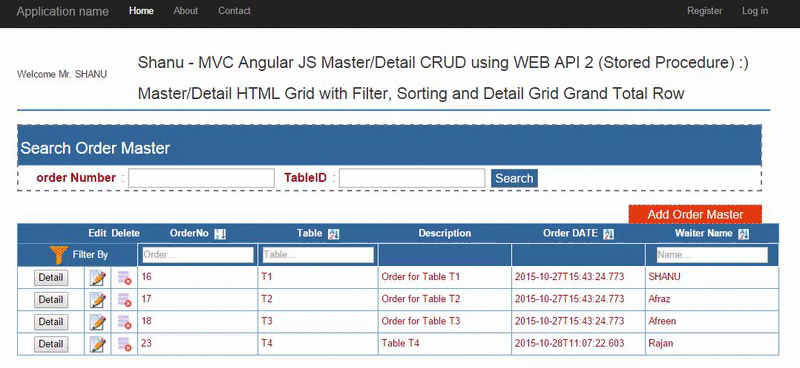 Application name Home About Contact Register Log in
Shanu - MVC Angular JS Master/Detail CRUD using WEB API 2 (Stored Procedure) :)
Welcome Mr. SHANU
Master/Detail HTML Grid with Filter, Sorting and Detail Grid Grand Total Row
Search Order Master
order Number : TableID : Search
Add Order Master
Edit Delete OrderNo Table Description Order DATE Waiter Name
Filter By Order... Table... Name...
Detail 16 T1 Order for Table T1 2015-10-27T15:43:24.773 SHANU
Detail 17 T2 Order for Table T2 2015-10-27T15:43:24.773 Afraz
Detail 18 T3 Order for Table T3 2015-10-27T15:43:24.773 Afreen
Detail 23 T4 Table T4 2015-10-28T11:07:22.603 Rajan